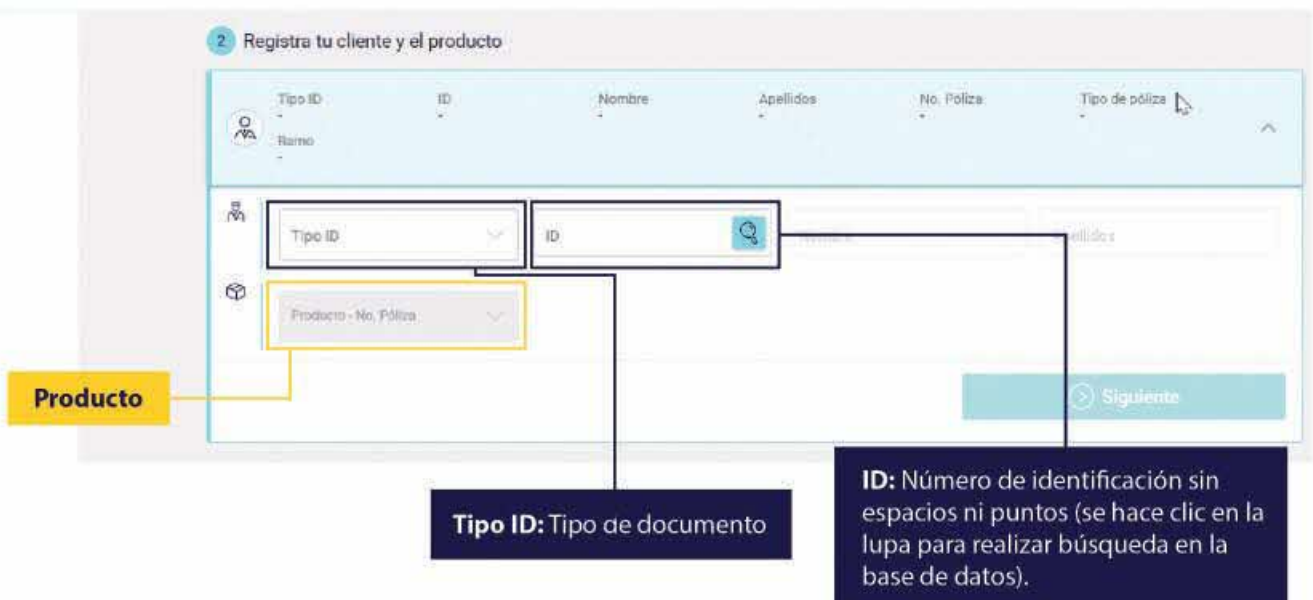 2 Registra tu cliente y el producto
Tipo ID ID Nombre Apellidos No. Póliza Tipo de póliza
- - - - - -
Ramo
-
Tipo ID ID Nombre Apellidos
Producto - No. Póliza
Producto
Siguiente
Tipo ID: Tipo de documento
ID: Número de identificación sin
espacios ni puntos (se hace clic en la
lupa para realizar búsqueda en la
base de datos).